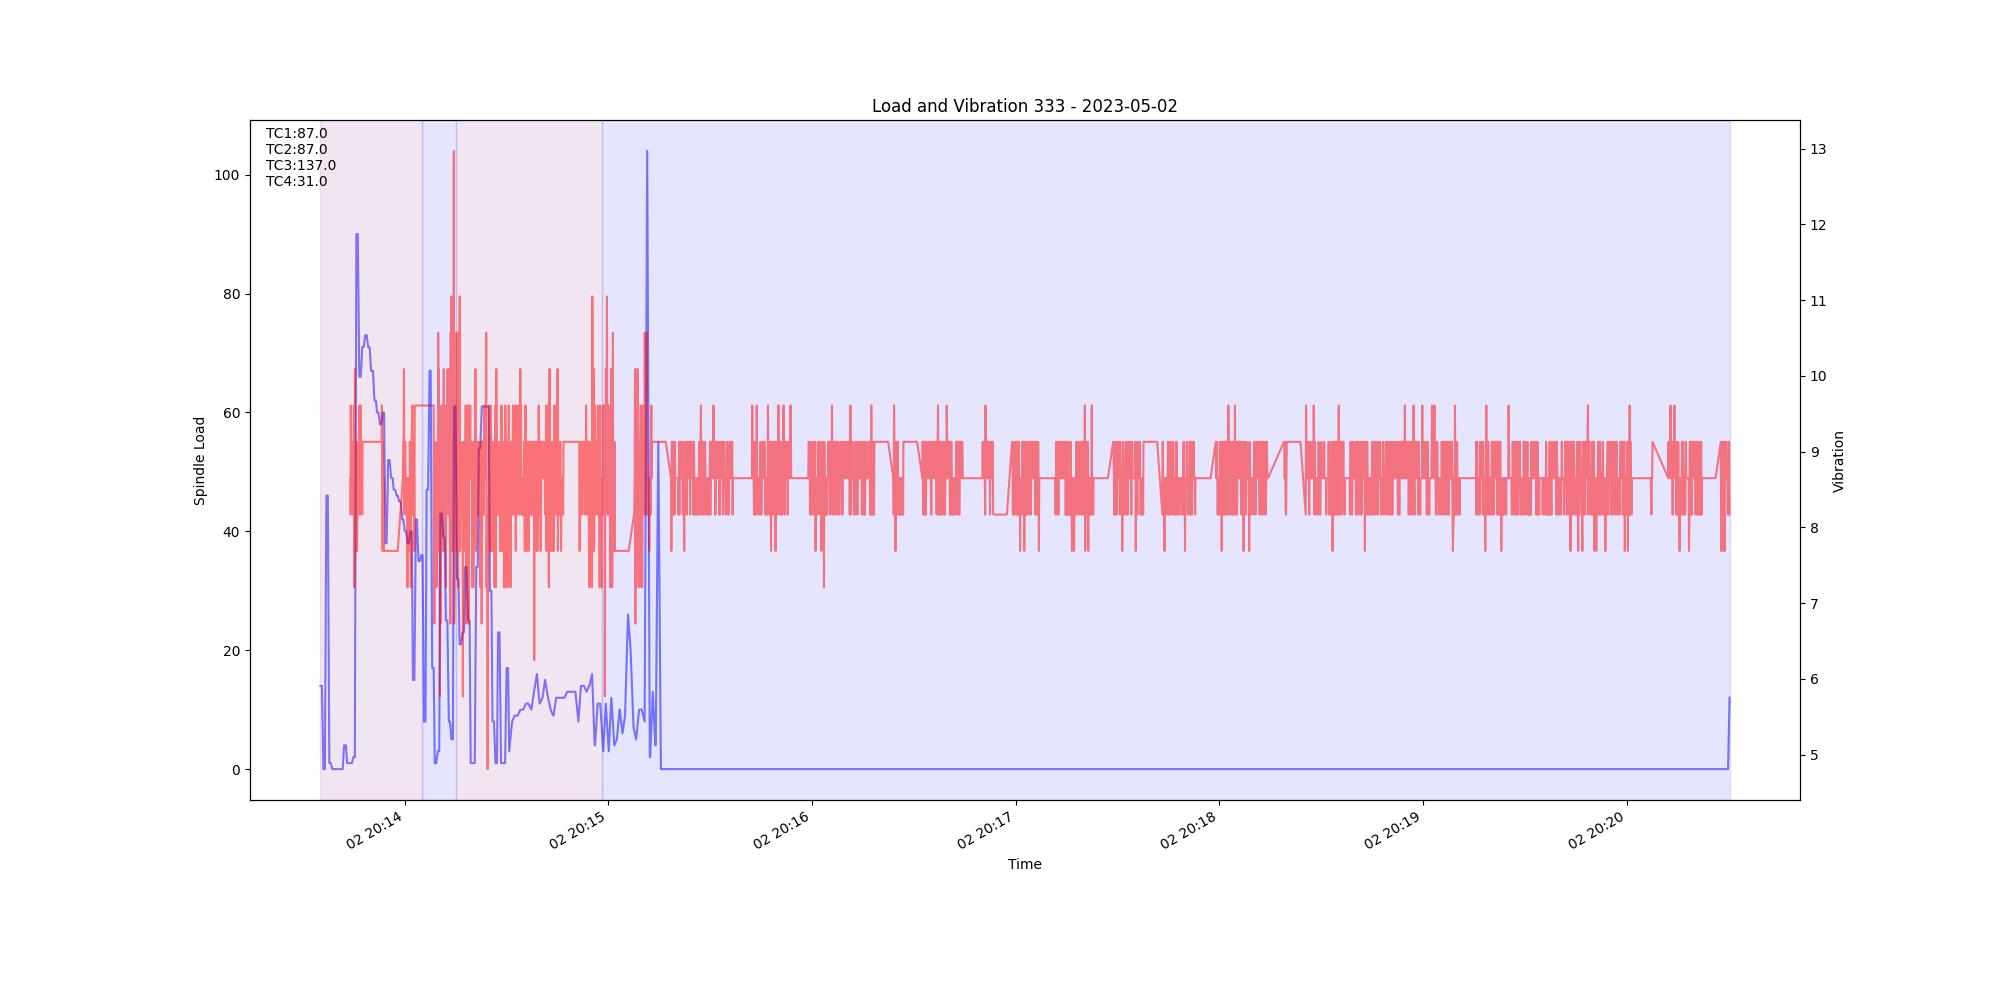 Load and Vibration 333 - 2023-05-02
TC1:87.0
TC2:87.0
TC3:137.0
TC4:31.0
100
80
60
40
20
0
Spindle Load
13
12
11
10
9
8
7
6
5
Vibration
02 20:14
02 20:15
02 20:16
02 20:17
02 20:18
02 20:19
02 20:20
Time